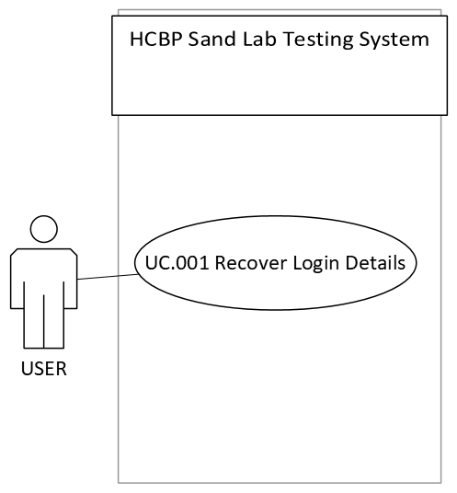 HCBP Sand Lab Testing System
UC.001 Recover Login Details
USER